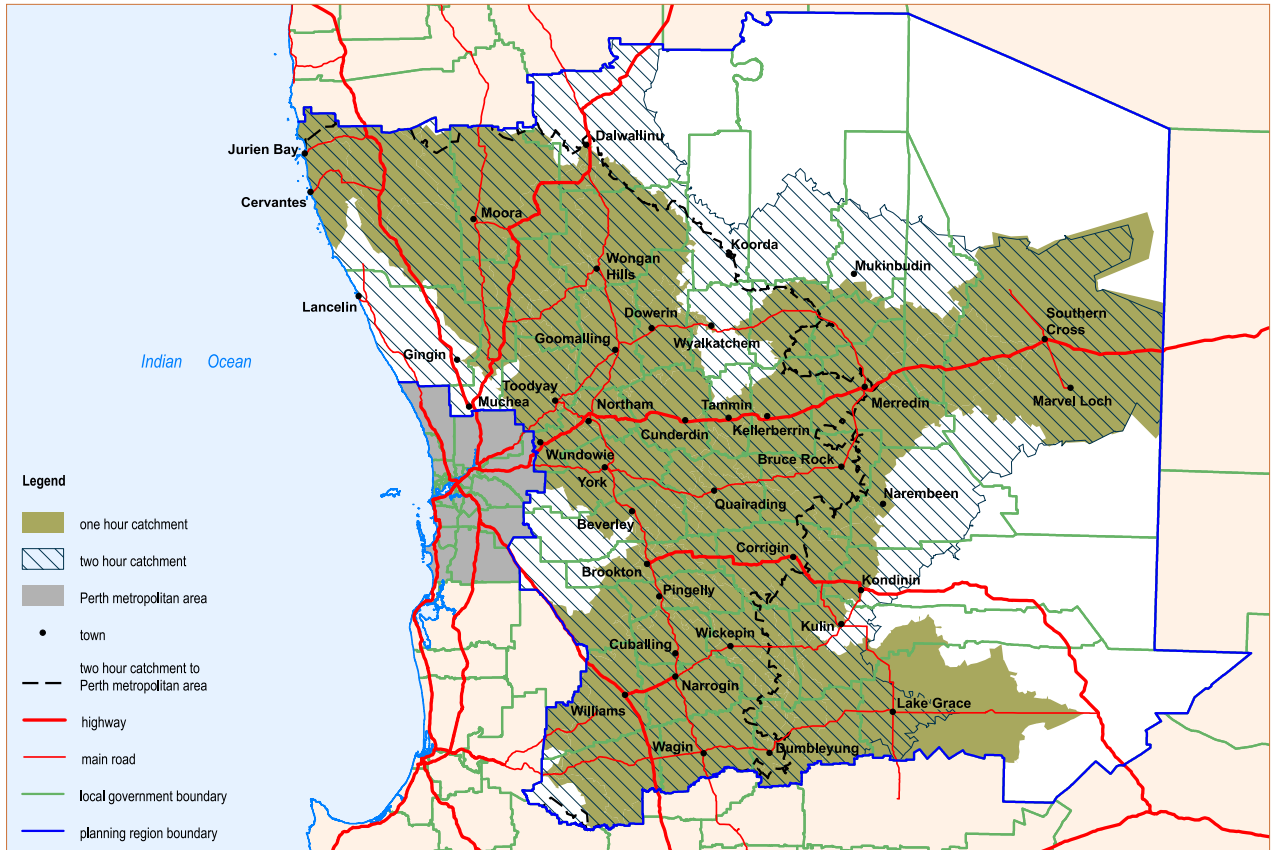 Dalwallinu
Jurien Bay
Cervantes
Moora
Koorda
Wongan
Hills
Mukinbudin
Lancelin
Dowerin
Southern
Cross
Goomalling
Wyalkatchem
Gingin
Indian Ocean
Toodyay
Muchea
Northam
Tammin
Merredin
Marvel Loch
Cunderdin
Kellerberrin
Wundowie
Bruce Rock
York
Narembeen
Quairading
Beverley
Corrigin
Brookton
Kondinin
Pingelly
Kulin
Wickepin
Cuballing
Narrogin
Williams
Lake Grace
Wagin
Dumbleyung
Legend
one hour catchment
two hour catchment
Perth metropolitan area
town
two hour catchment to
Perth metropolitan area
highway
main road
local government boundary
planning region boundary